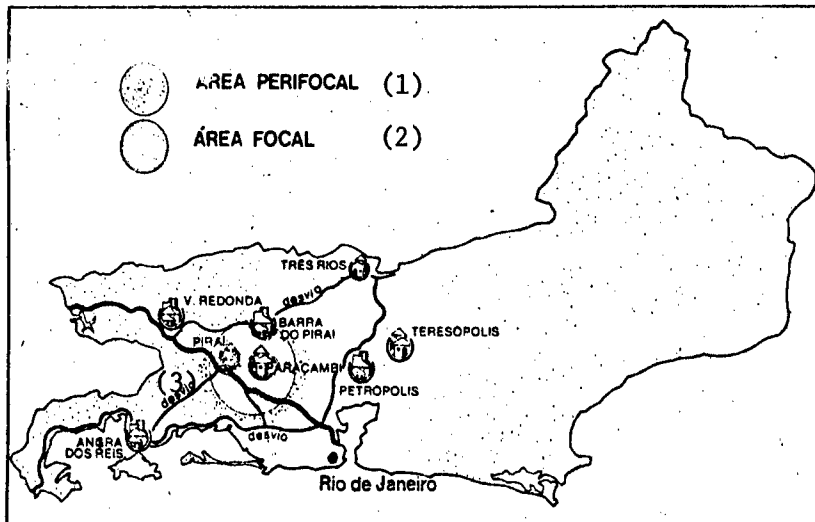 ÁREA PERIFOCAL (1)
ÁREA FOCAL (2)
TRÊS RIOS
desvio
V. REDONDA
BARRA
DO PIRAI
PIRAÍ
PARACAMBI
TERESÓPOLIS
PETRÓPOLIS
(3)
desvio
desvio
ANGRA
DOS REIS
Rio de Janeiro